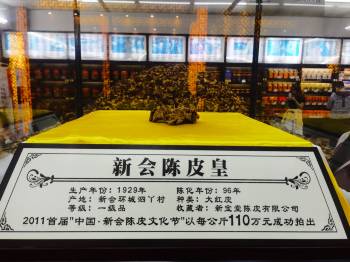 新会陈皮皇
生产年份：1929年 陈化年份：96年
产地：新会环城泗丫村 种类：大红皮
等级：一级品 收藏者：新宝堂陈皮有限公司
2011首届"中国·新会陈皮文化节"以每公斤110万元成功拍出